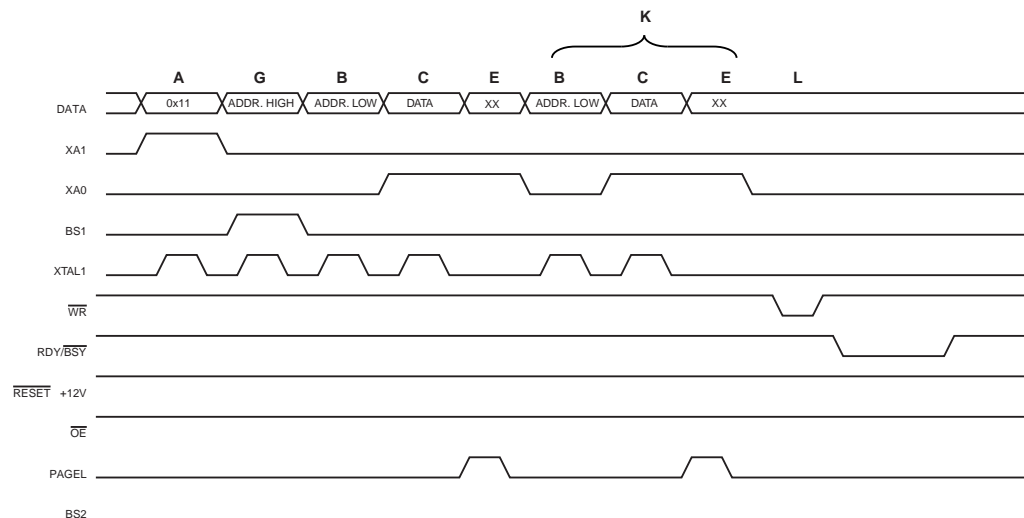 K
A G B C E B C E L
DATA 0x11 ADDR. HIGH ADDR. LOW DATA XX ADDR. LOW DATA XX
XA1
XA0
BS1
XTAL1
WR
RDY/BSY
RESET +12V
OE
PAGEL
BS2